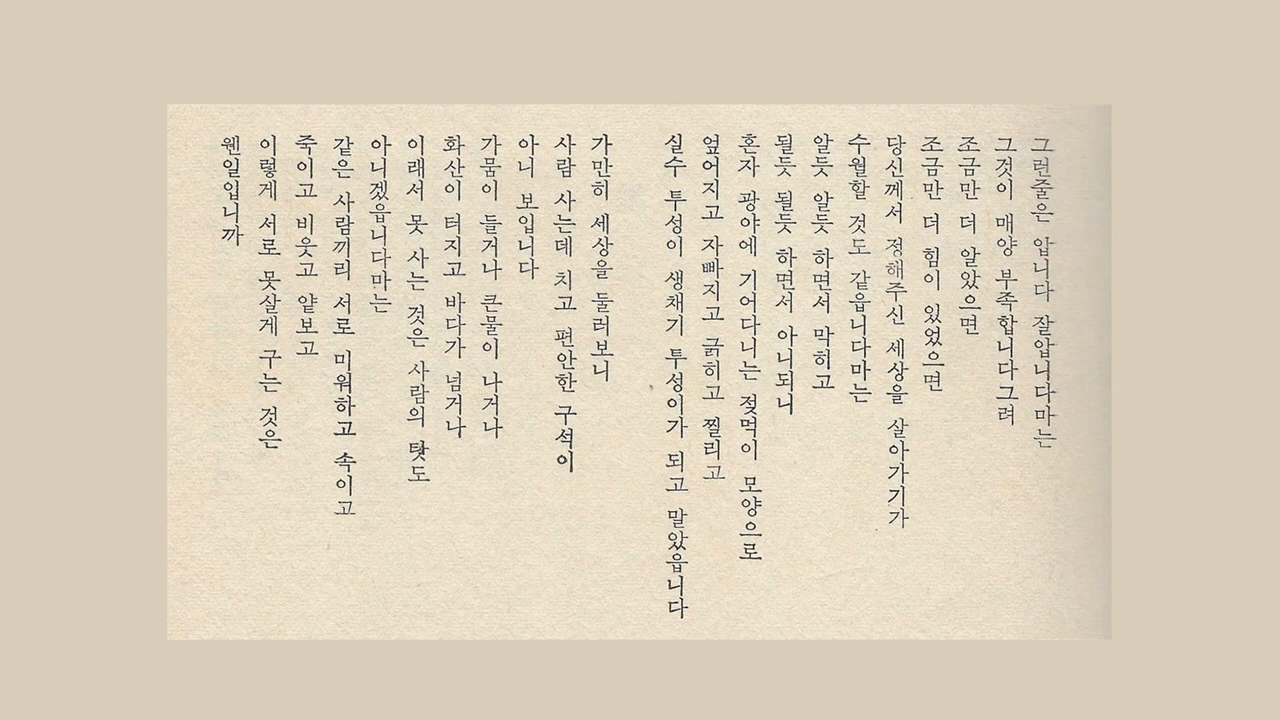 그런줄은 압니다 잘압니다마는
그것이 매양 부족합니다그려
조금만 더 알았으면
조금만 더 힘이 있었으면
당신께서 정해주신 세상을 살아가기가
수월할 것도 같읍니다마는
알듯 알듯 하면서 막히고
될듯 될듯 하면서 아니되니
혼자 광야에 기어다니는 젖먹이 모양으로
엎어지고 자빠지고 긁히고 찔리고
실수 투성이 생채기 투성이가 되고 말았읍니다
가만히 세상을 둘러보니
사람 사는데 치고 편안한 구석이
아니 보입니다
가뭄이 들거나 큰물이 나거나
화산이 터지고 바다가 넘거나
이래서 못 사는 것은 사람의 탓도
아니겠읍니다마는
같은 사람끼리 서로 미워하고 속이고
죽이고 비웃고 얕보고
이렇게 서로 못살게 구는 것은
웬일입니까